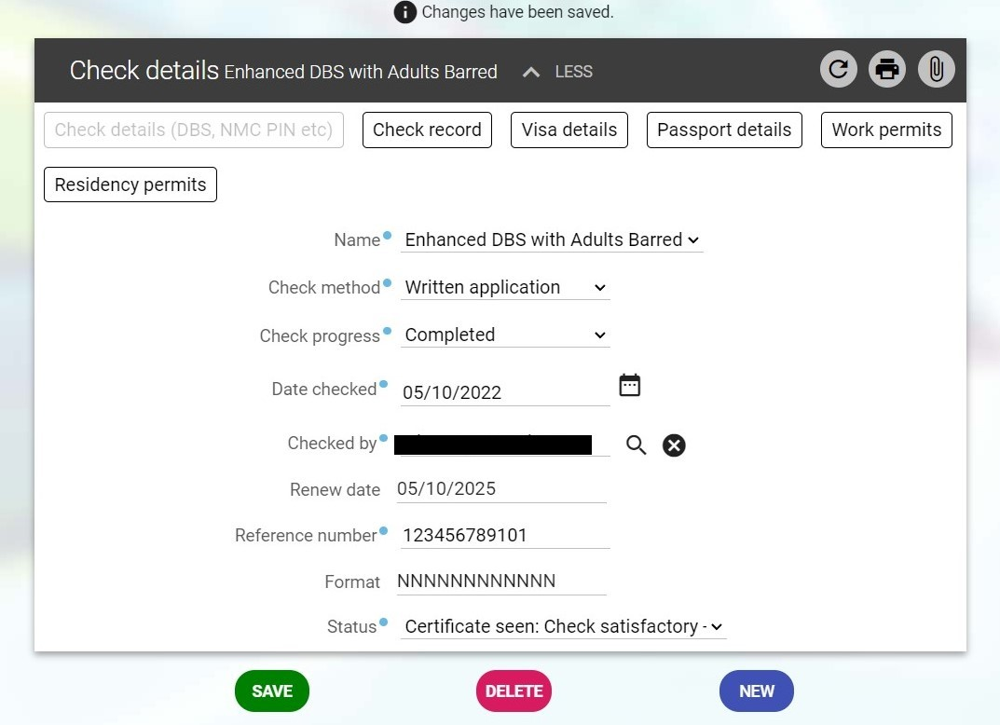 Changes have been saved.
Check details Enhanced DBS with Adults Barred LESS
Check details (DBS, NMC PIN etc) Check record Visa details Passport details Work permits
Residency permits
Name Enhanced DBS with Adults Barred
Check method Written application
Check progress Completed
Date checked 05/10/2022
Checked by
Renew date 05/10/2025
Reference number 123456789101
Format NNNNNNNNNNNN
Status Certificate seen: Check satisfactory -
SAVE DELETE NEW